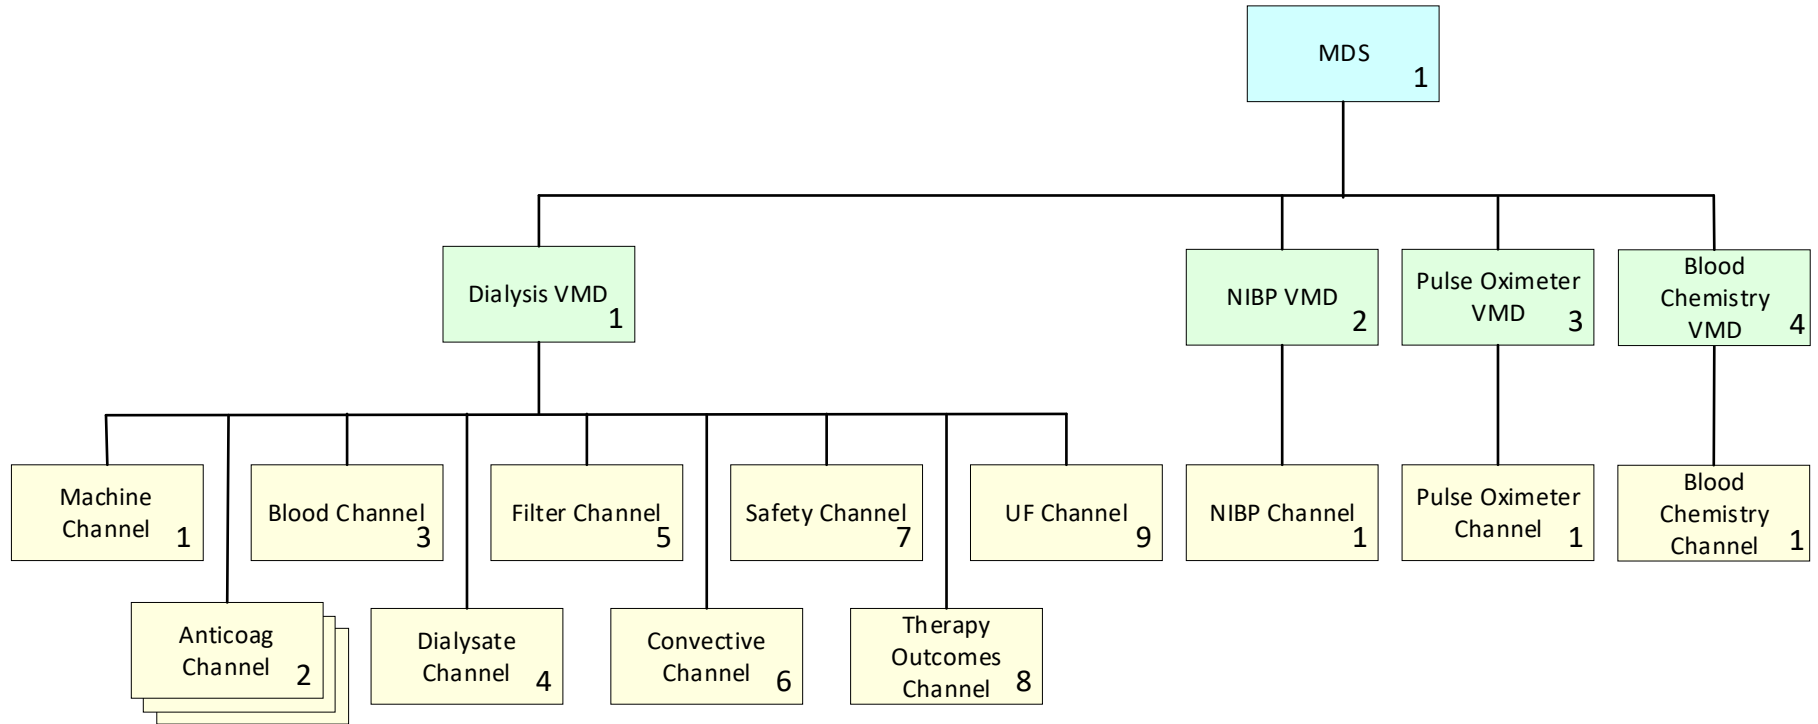 MDS
1
Dialysis VMD
1
NIBP VMD
2
Pulse Oximeter
VMD
3
Blood
Chemistry
VMD
4
Machine
Channel
1
Blood Channel
3
Filter Channel
5
Safety Channel
7
UF Channel
9
NIBP Channel
1
Pulse Oximeter
Channel
1
Blood
Chemistry
Channel
1
Anticoag
Channel
2
Dialysate
Channel
4
Convective
Channel
6
Therapy
Outcomes
Channel
8